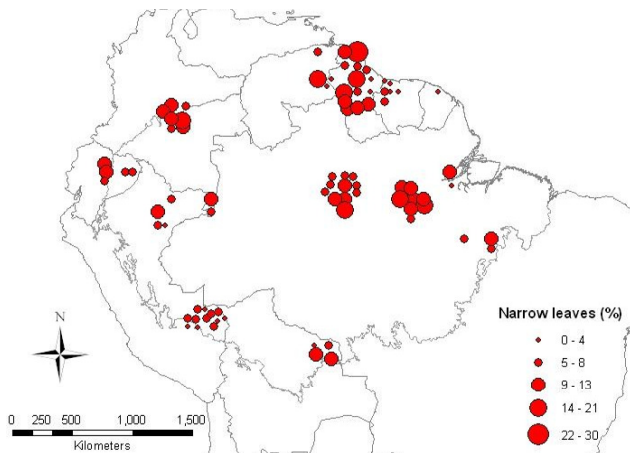 Narrow leaves (%)
0 - 4
5 - 8
9 - 13
14 - 21
22 - 30
N
0 250 500 1,000 1,500
Kilometers